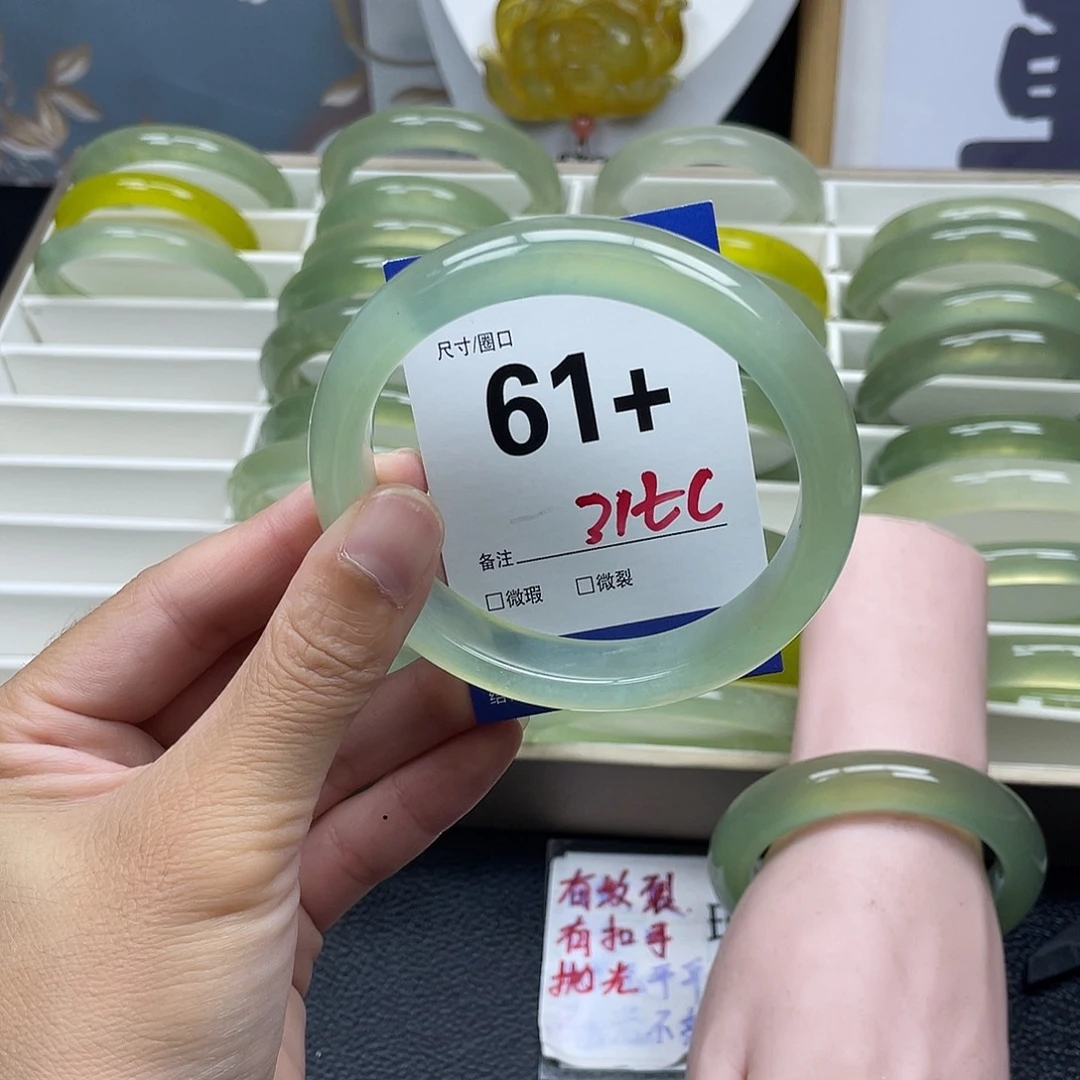 尺寸/圈口
61+
31七C
备注
□微瑕 □微裂
有纹裂
有扣手
抛光